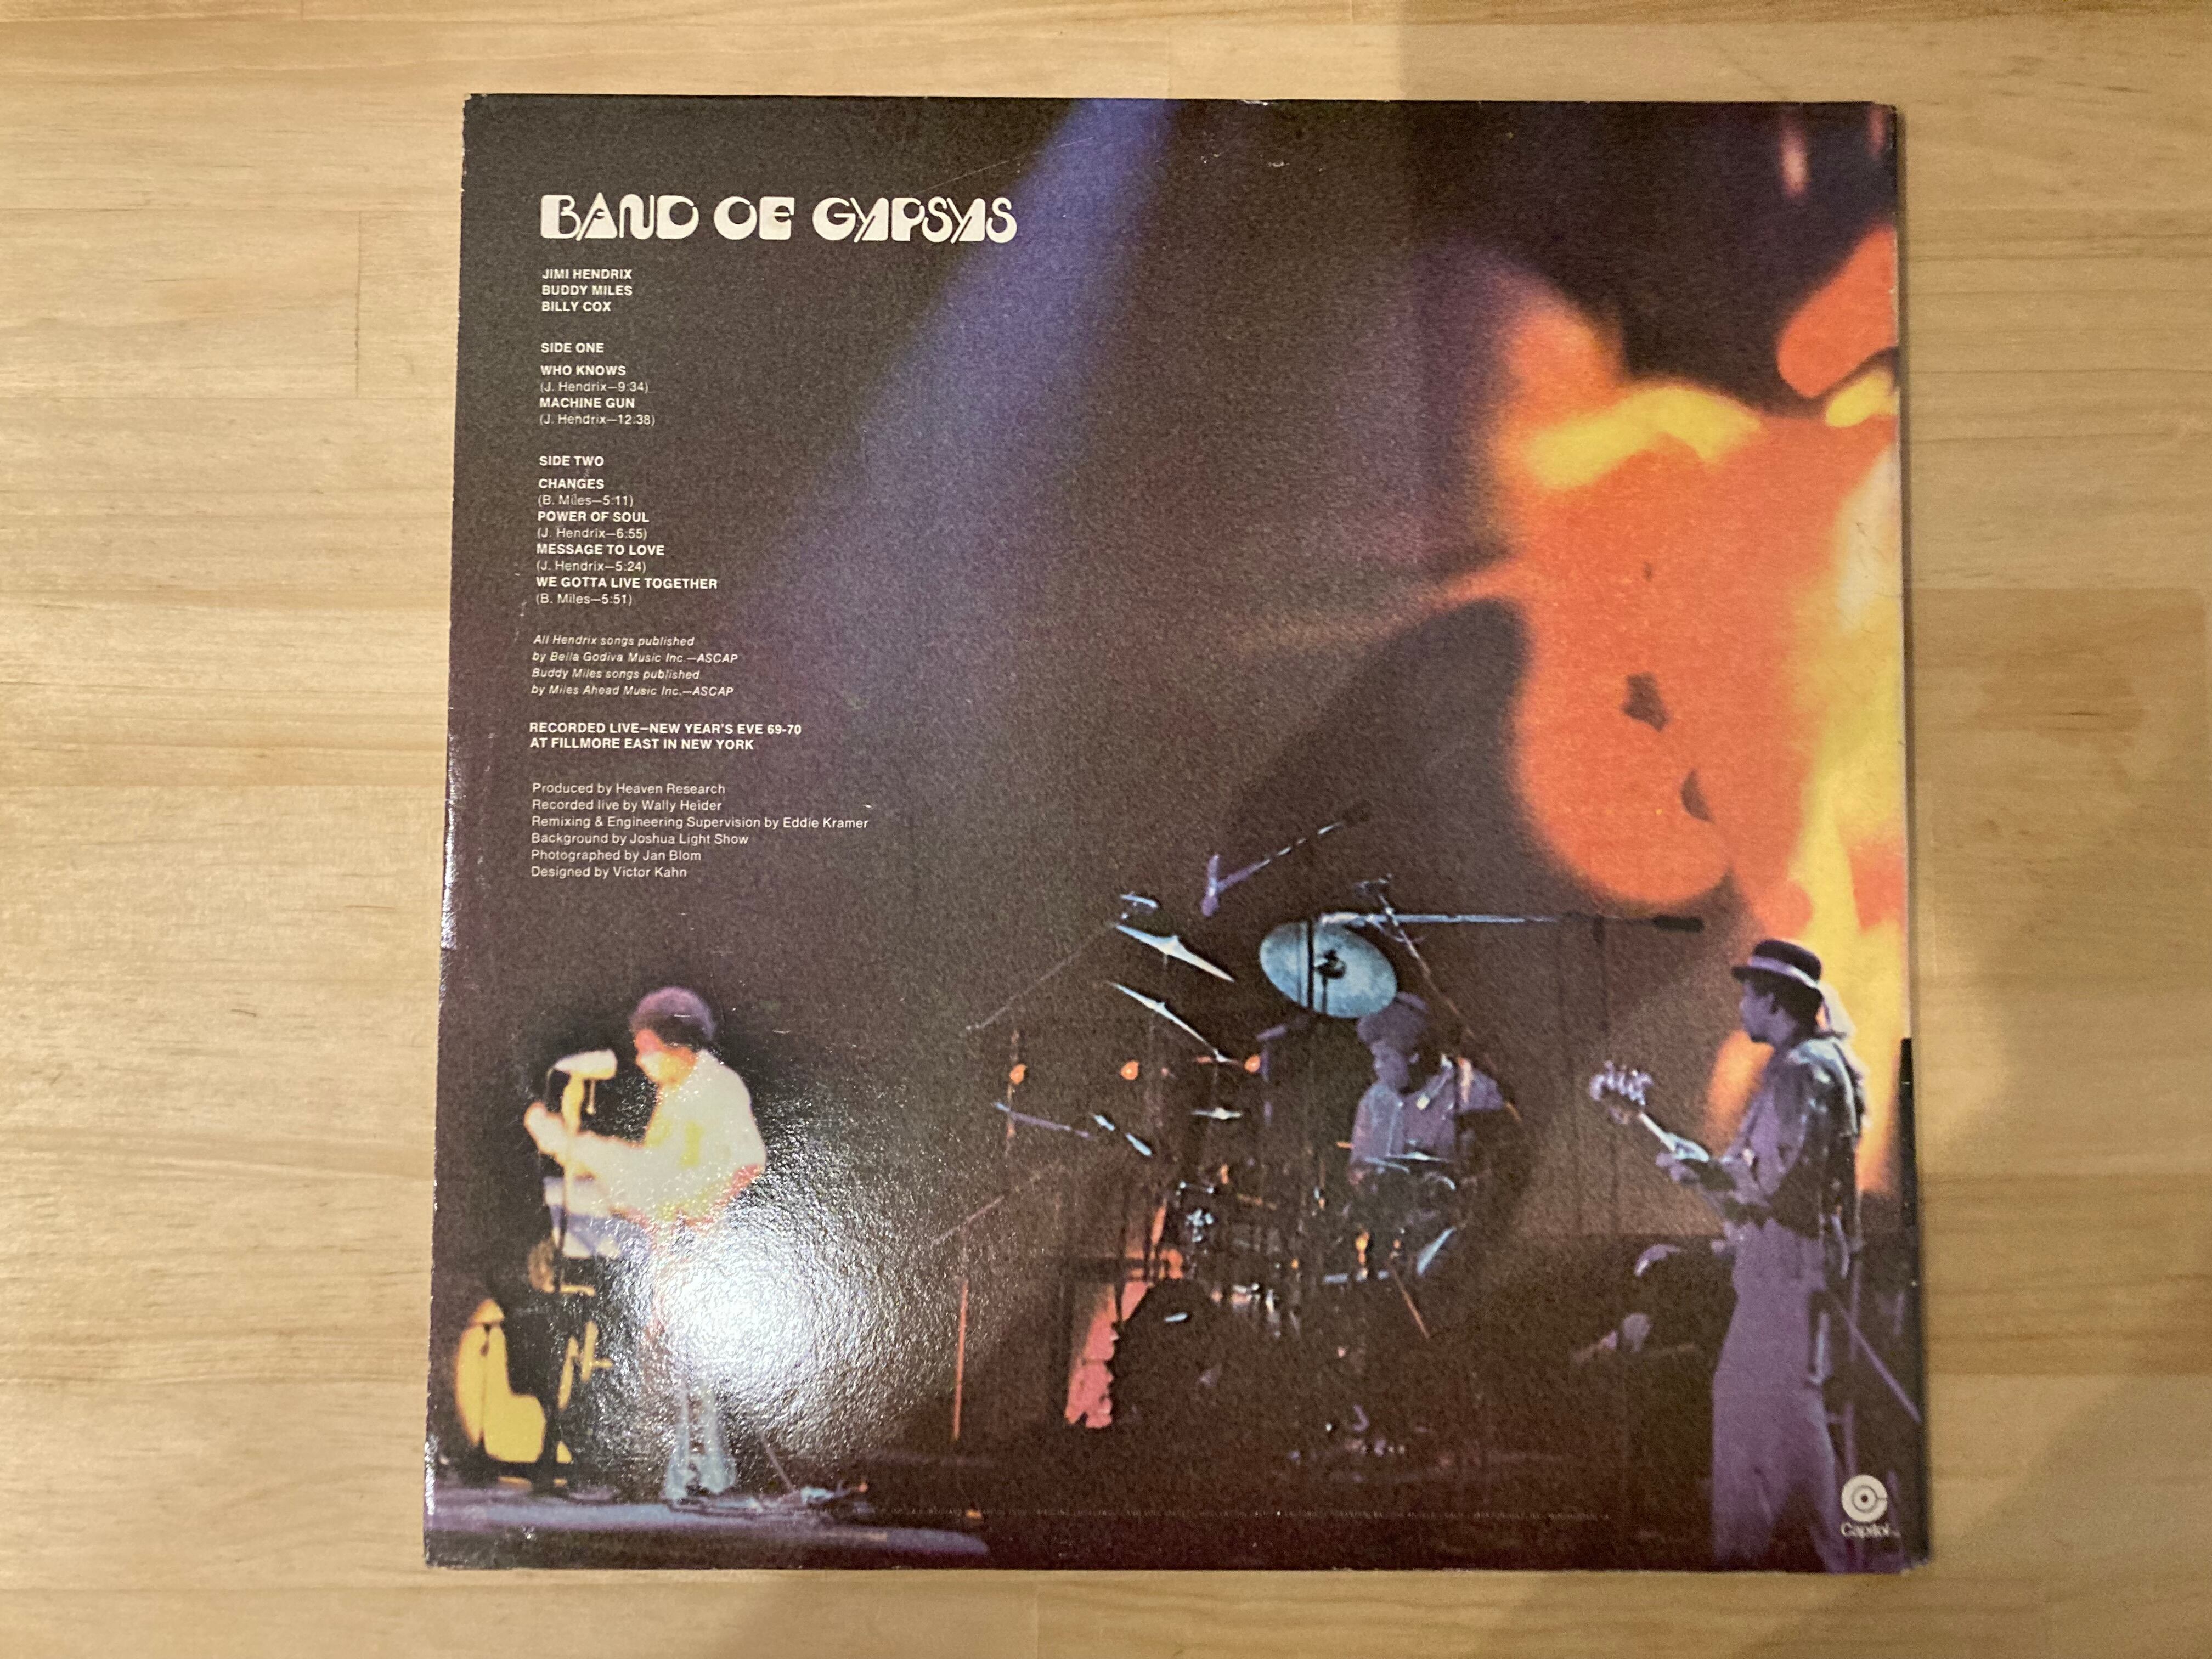 BAND OF GYPSYS
JIMI HENDRIX
BUDDY MILES
BILLY COX
SIDE ONE
WHO KNOWS
(J. Hendrix—9:34)
MACHINE GUN
(J. Hendrix—12:38)
SIDE TWO
CHANGES
(B. Miles—5:11)
POWER OF SOUL
(J. Hendrix—6:55)
MESSAGE TO LOVE
(J. Hendrix—5:24)
WE GOTTA LIVE TOGETHER
(B. Miles—5:51)
All Hendrix songs published
by Bella Godiva Music Inc.—ASCAP
Buddy Miles songs published
by Miles Ahead Music Inc.—ASCAP
RECORDED LIVE—NEW YEAR'S EVE 69-70
AT FILLMORE EAST IN NEW YORK
Produced by Heaven Research
Recorded live by Wally Heider
Remixing & Engineering Supervision by Eddie Kramer
Background by Joshua Light Show
Photographed by Jan Blom
Designed by Victor Kahn
Capitol